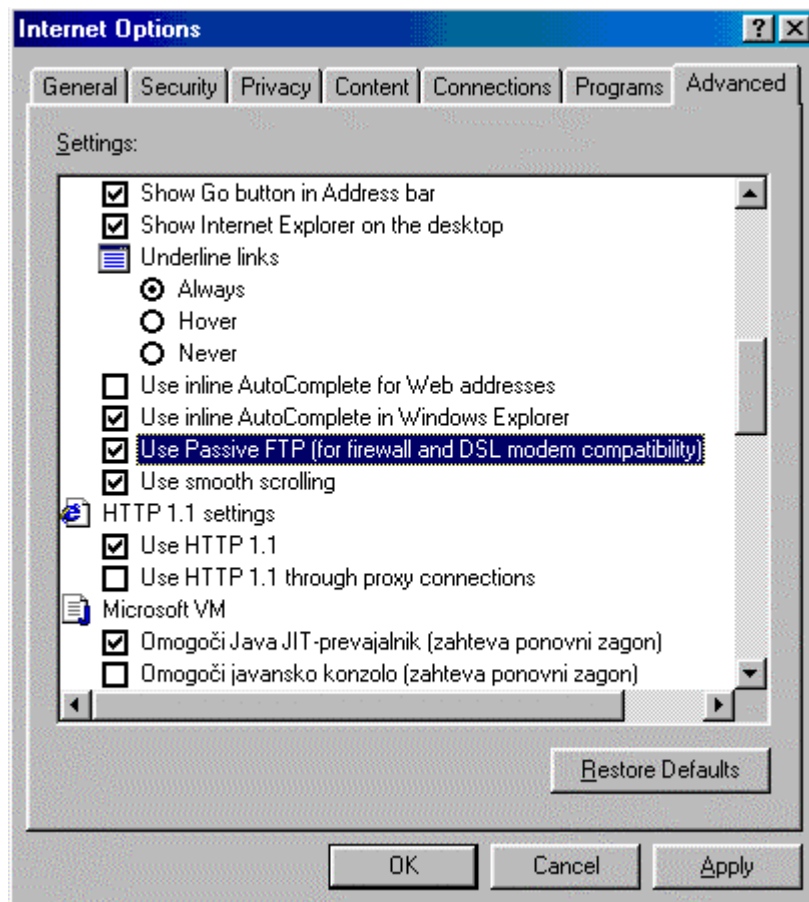 Internet Options
General Security Privacy Content Connections Programs Advanced
Settings:
Show Go button in Address bar
Show Internet Explorer on the desktop
Underline links
Always
Hover
Never
Use inline AutoComplete for Web addresses
Use inline AutoComplete in Windows Explorer
Use Passive FTP (for firewall and DSL modem compatibility)
Use smooth scrolling
HTTP 1.1 settings
Use HTTP 1.1
Use HTTP 1.1 through proxy connections
Microsoft VM
Omogoči Java JIT-prevajalnik (zahteva ponovni zagon)
Omogoči javansko konzolo (zahteva ponovni zagon)
Restore Defaults
OK Cancel Apply